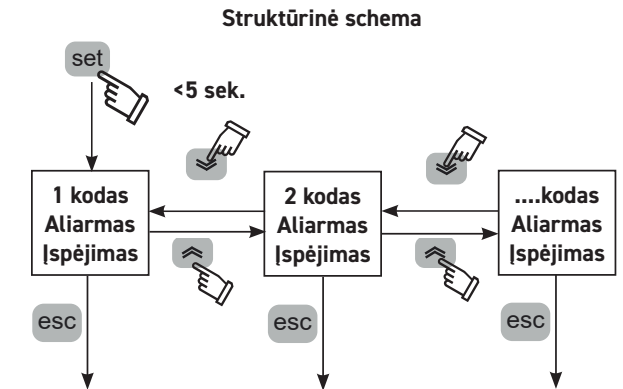 Struktūrinė schema
set
<5 sek.
1 kodas
Aliarmas
Įspėjimas
2 kodas
Aliarmas
Įspėjimas
....kodas
Aliarmas
Įspėjimas
esc
esc
esc